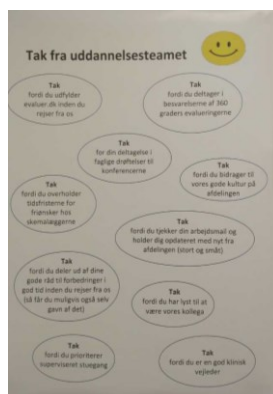 Tak fra uddannelsesteamet
Tak
fordi du udfylder
evaluer.dk inden du
rejser fra os
Tak
fordi du deltager i
besvarelserne af 360
graders evalueringerne
Tak
for din deltagelse i
faglige drøftelser til
konferencerne
Tak
fordi du bidrager til
vores gode kultur på
afdelingen
Tak
fordi du overholder
tidsfristerne for
friønsker hos
skemalæggerne
Tak
fordi du tjekker din arbejdsmail og
holder dig opdateret med nyt fra
afdelingen (stort og småt)
Tak
fordi du deler ud af dine
gode råd til forbedringer i
god tid inden du rejser fra os
(så får du muligvis også selv
gavn af det)
Tak
fordi du har lyst til at
være vores kollega
Tak
fordi du prioriterer
superviseret stuegang
Tak
fordi du er en god klinisk
vejleder